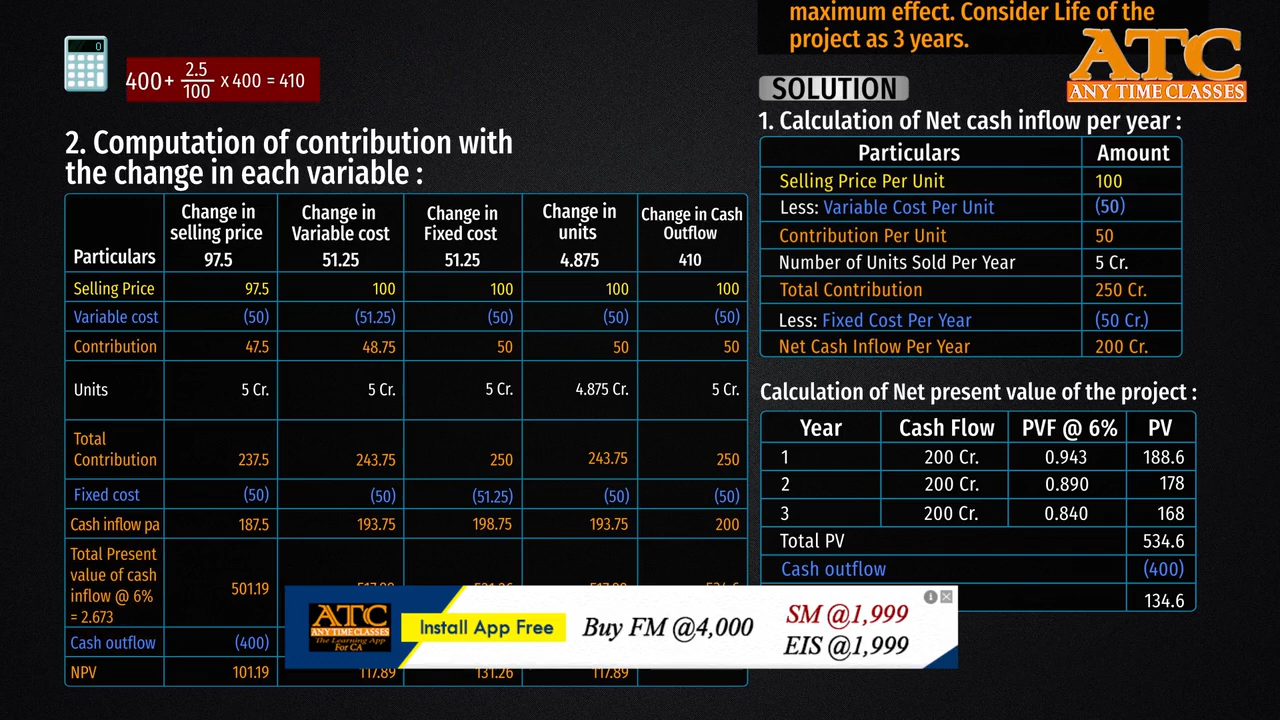 maximum effect. Consider Life of the
project as 3 years.
ATC
ANY TIME CLASSES
0
400+ 2.5/100 x 400 = 410
SOLUTION
2. Computation of contribution with
the change in each variable :
Particulars Change in selling price 97.5 Change in Variable cost 51.25 Change in Fixed cost 51.25 Change in units 4.875 Change in Cash Outflow 410
Selling Price 97.5 100 100 100 100
Variable cost (50) (51.25) (50) (50) (50)
Contribution 47.5 48.75 50 50 50
Units 5 Cr. 5 Cr. 5 Cr. 4.875 Cr. 5 Cr.
Total Contribution 237.5 243.75 250 243.75 250
Fixed cost (50) (50) (51.25) (50) (50)
Cash inflow pa 187.5 193.75 198.75 193.75 200
Total Present
value of cash
inflow @ 6%
= 2.673 501.19
Cash outflow (400)
NPV 101.19 117.89 131.26 117.89
1. Calculation of Net cash inflow per year :
Particulars Amount
Selling Price Per Unit 100
Less: Variable Cost Per Unit (50)
Contribution Per Unit 50
Number of Units Sold Per Year 5 Cr.
Total Contribution 250 Cr.
Less: Fixed Cost Per Year (50 Cr.)
Net Cash Inflow Per Year 200 Cr.
Calculation of Net present value of the project :
Year Cash Flow PVF @ 6% PV
1 200 Cr. 0.943 188.6
2 200 Cr. 0.890 178
3 200 Cr. 0.840 168
Total PV 534.6
Cash outflow (400)
134.6
ATC
ANY TIME CLASSES
The Learning App
For CA
Install App Free
Buy FM @4,000
SM @1,999
EIS @1,999